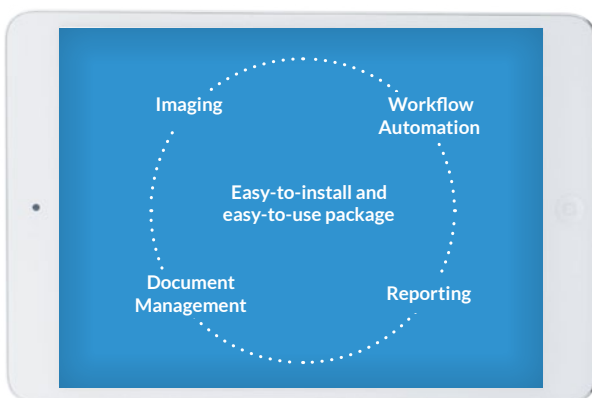 Imaging
Workflow
Automation
Easy-to-install and
easy-to-use package
Document
Management
Reporting